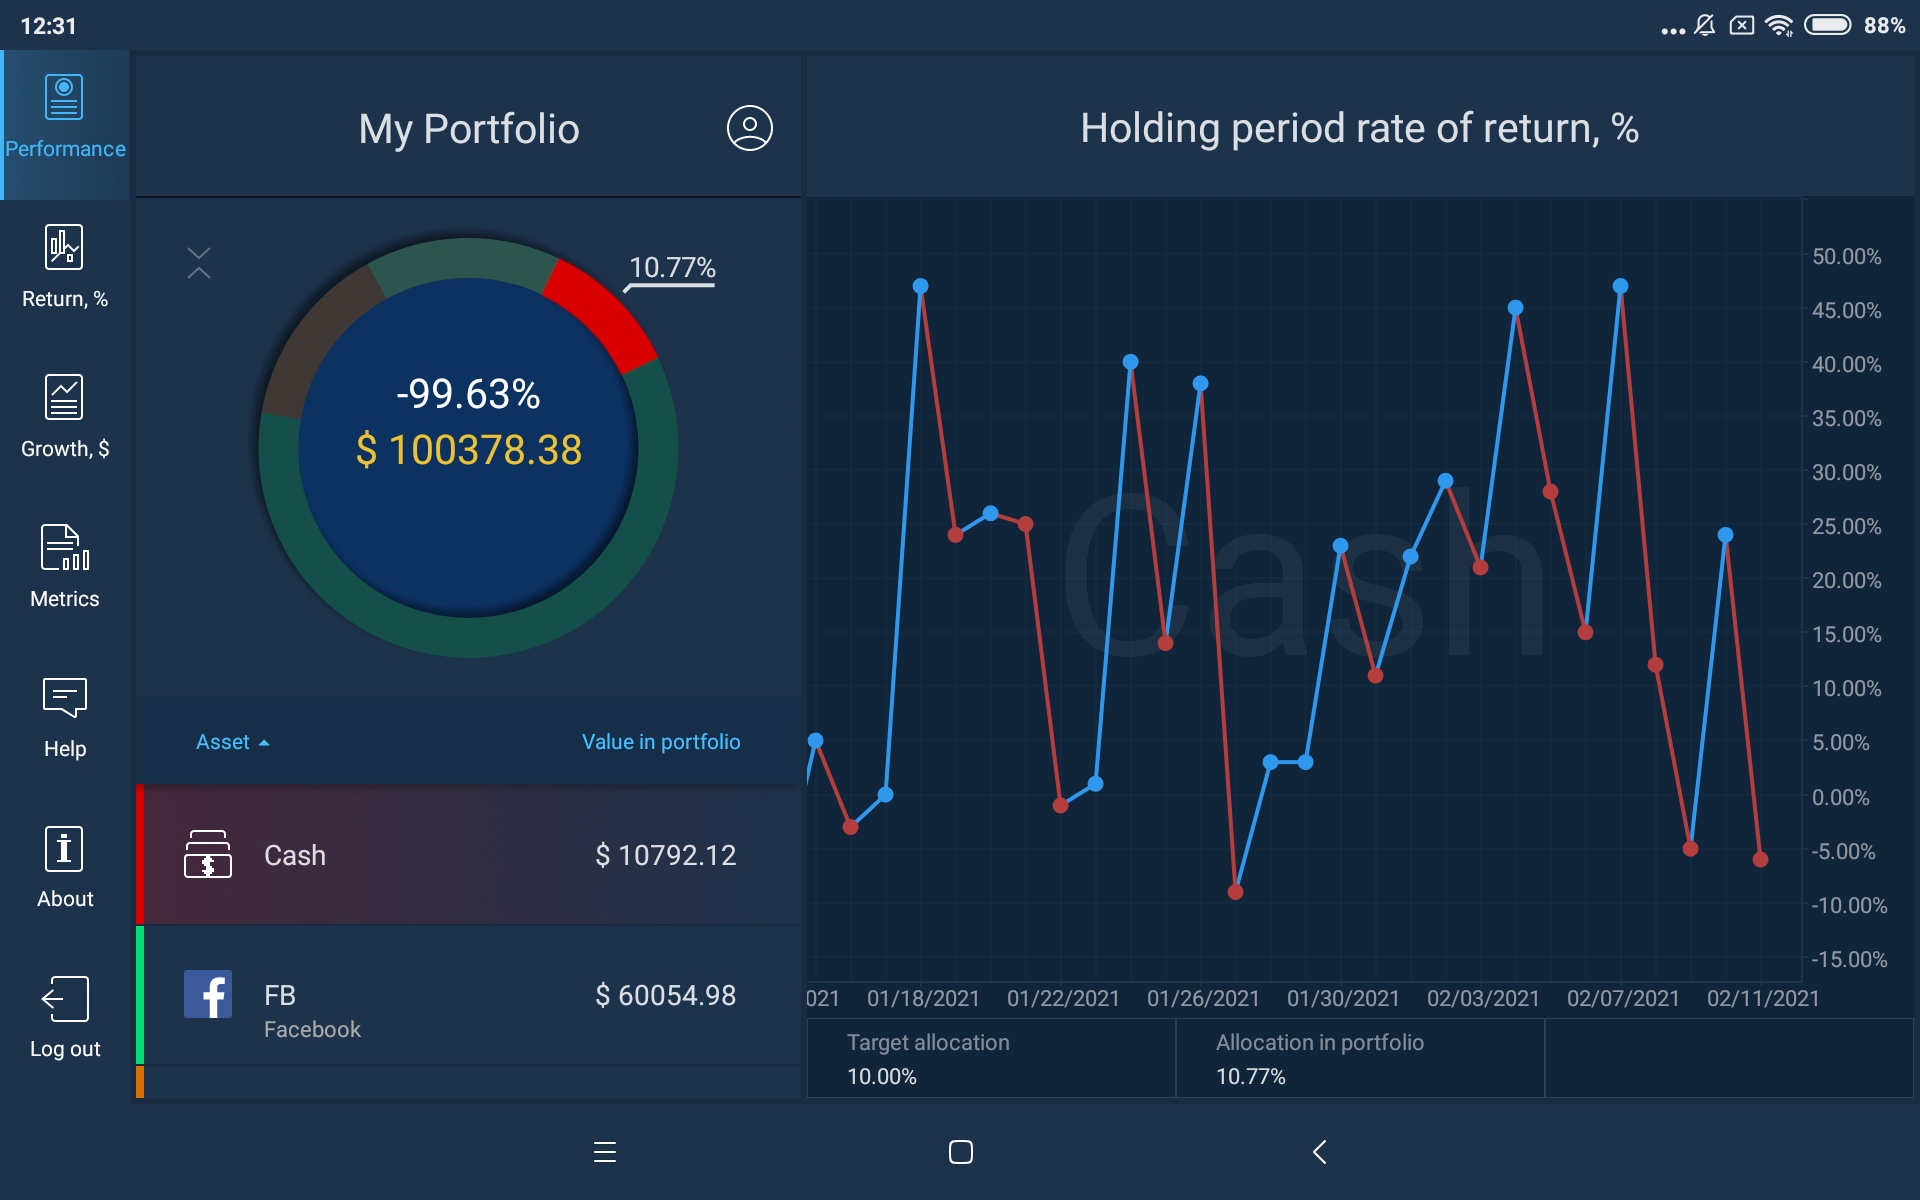 12:31
88%
Performance
Return, %
Growth, $
Metrics
Help
About
Log out
My Portfolio
10.77%
-99.63%
$ 100378.38
Asset
Value in portfolio
Cash
$ 10792.12
FB
Facebook
$ 60054.98
Holding period rate of return, %
Cash
50.00%
45.00%
40.00%
35.00%
30.00%
25.00%
20.00%
15.00%
10.00%
5.00%
0.00%
-5.00%
-10.00%
-15.00%
021 01/18/2021 01/22/2021 01/26/2021 01/30/2021 02/03/2021 02/07/2021 02/11/2021
Target allocation
10.00%
Allocation in portfolio
10.77%